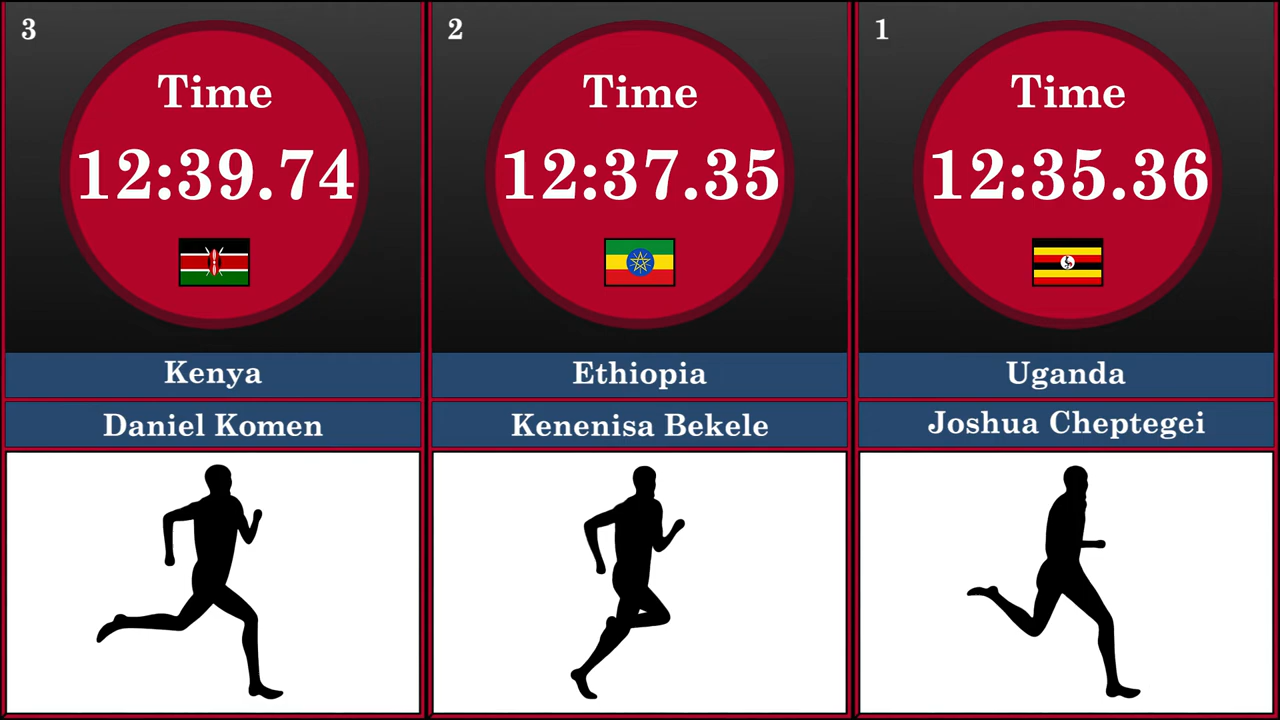 3
Time
12:39.74
Kenya
Daniel Komen
2
Time
12:37.35
Ethiopia
Kenenisa Bekele
1
Time
12:35.36
Uganda
Joshua Cheptegei